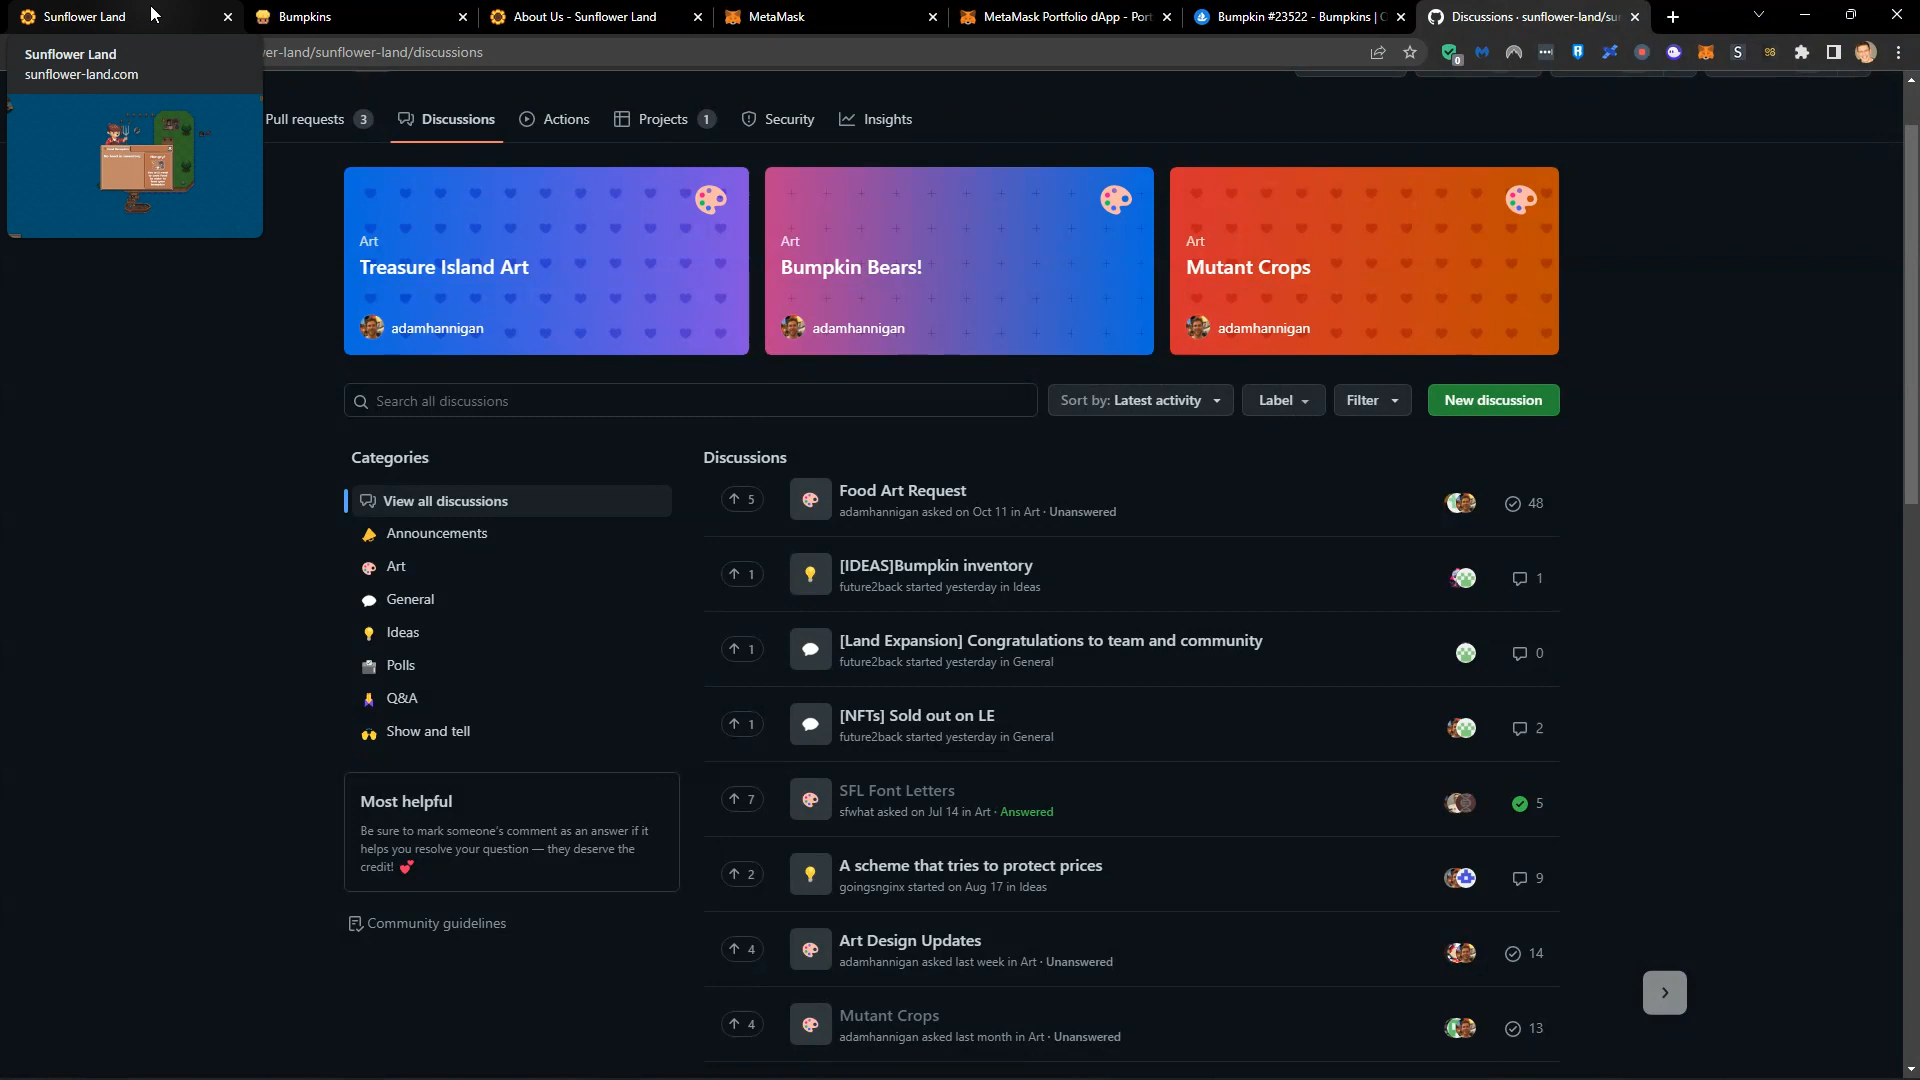 Sunflower Land
Bumpkins
About Us - Sunflower Land
MetaMask
MetaMask Portfolio dApp - Port
Bumpkin #23522 - Bumpkins |
Discussions · sunflower-land/su
Sunflower Land
sunflower-land.com
er-land/sunflower-land/discussions
0
S
98
Pull requests 3
Discussions
Actions
Projects 1
Security
Insights
Art
Treasure Island Art
adamhannigan
Art
Bumpkin Bears!
adamhannigan
Art
Mutant Crops
adamhannigan
Search all discussions
Sort by: Latest activity
Label
Filter
New discussion
Categories
View all discussions
Announcements
Art
General
Ideas
Polls
Q&A
Show and tell
Most helpful
Be sure to mark someone's comment as an answer if it
helps you resolve your question — they deserve the
credit! 💕
Community guidelines
Discussions
5
Food Art Request
48
adamhannigan asked on Oct 11 in Art · Unanswered
1
[IDEAS]Bumpkin inventory
1
future2back started yesterday in Ideas
1
[Land Expansion] Congratulations to team and community
0
future2back started yesterday in General
1
[NFTs] Sold out on LE
2
future2back started yesterday in General
7
SFL Font Letters
5
sfwhat asked on Jul 14 in Art · Answered
2
A scheme that tries to protect prices
9
goingsnginx started on Aug 17 in Ideas
4
Art Design Updates
14
adamhannigan asked last week in Art · Unanswered
4
Mutant Crops
13
adamhannigan asked last month in Art · Unanswered